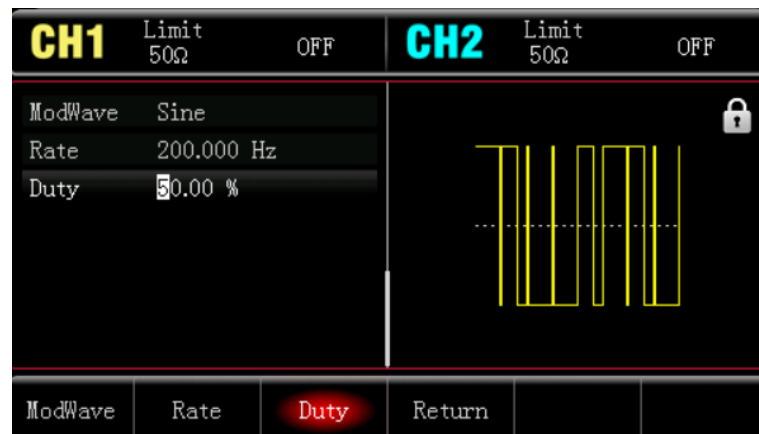 CH1 Limit 50Ω OFF CH2 Limit 50Ω OFF
ModWave Sine
Rate 200.000 Hz
Duty 50.00 %
ModWave Rate Duty Return